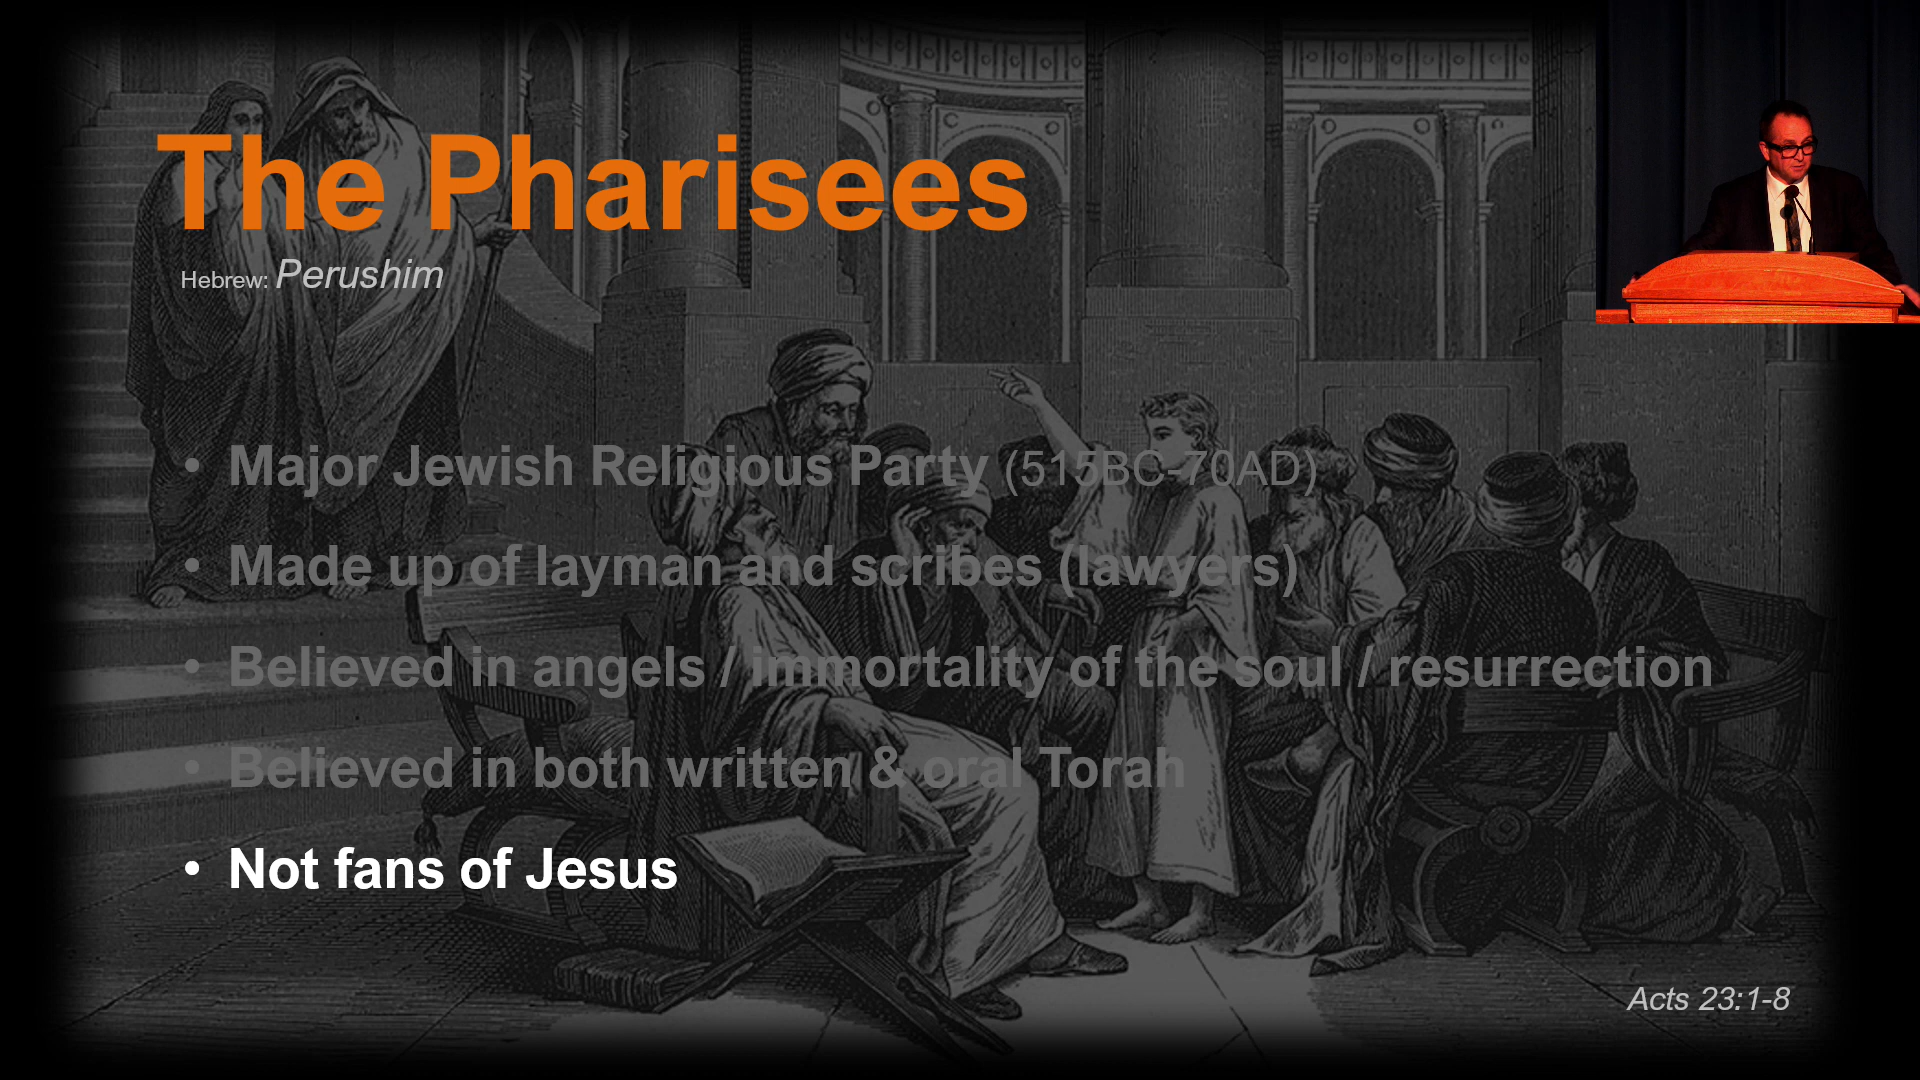 The Pharisees
Hebrew: Perushim
• Major Jewish Religious Party (515BC-70AD)
• Made up of layman and scribes (lawyers)
• Believed in angels / immortality of the soul / resurrection
• Believed in both written & oral Torah
• Not fans of Jesus
Acts 23:1-8